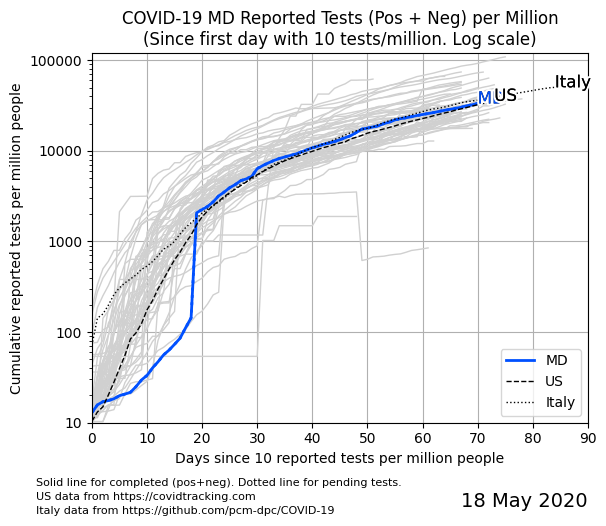 COVID-19 MD Reported Tests (Pos + Neg) per Million
(Since first day with 10 tests/million. Log scale)
Cumulative reported tests per million people
100000
10000
1000
100
10
MD
US
Italy
MD
US
Italy
0 10 20 30 40 50 60 70 80 90
Days since 10 reported tests per million people
Solid line for completed (pos+neg). Dotted line for pending tests.
US data from https://covidtracking.com
Italy data from https://github.com/pcm-dpc/COVID-19
18 May 2020